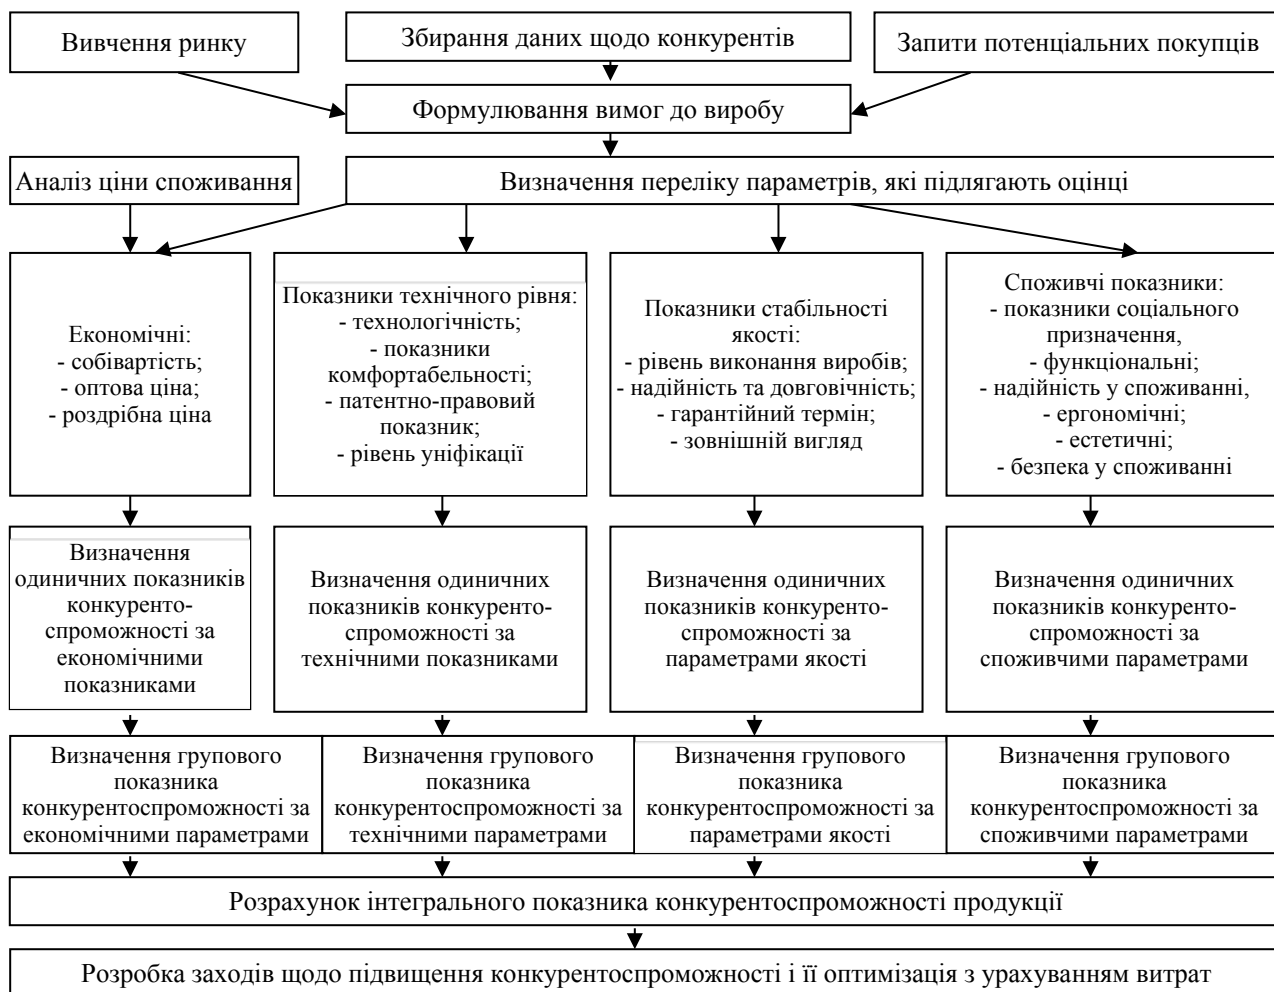 Вивчення ринку
Збирання даних щодо конкурентів
Запити потенціальних покупців
Формулювання вимог до виробу
Аналіз ціни споживання
Визначення переліку параметрів, які підлягають оцінці
Економічні:
- собівартість;
- оптова ціна;
- роздрібна ціна
Показники технічного рівня:
- технологічність;
- показники
комфортабельності;
- патентно-правовий
показник;
- рівень уніфікації
Показники стабільності
якості:
- рівень виконання виробів;
- надійність та довговічність;
- гарантійний термін;
- зовнішній вигляд
Споживчі показники:
- показники соціального
призначення,
- функціональні;
- надійність у споживанні,
- ергономічні;
- естетичні;
- безпека у споживанні
Визначення
одиничних показників
конкуренто-
спроможності за
економічними
показниками
Визначення одиничних
показників конкуренто-
спроможності за
технічними показниками
Визначення одиничних
показників конкуренто-
спроможності за
параметрами якості
Визначення одиничних
показників конкуренто-
спроможності за
споживчими параметрами
Визначення групового
показника
конкурентоспроможності за
економічними параметрами
Визначення групового
показника
конкурентоспроможності за
технічними параметрами
Визначення групового
показника
конкурентоспроможності за
параметрами якості
Визначення групового
показника
конкурентоспроможності за
споживчими параметрами
Розрахунок інтегрального показника конкурентоспроможності продукції
Розробка заходів щодо підвищення конкурентоспроможності і її оптимізація з урахуванням витрат